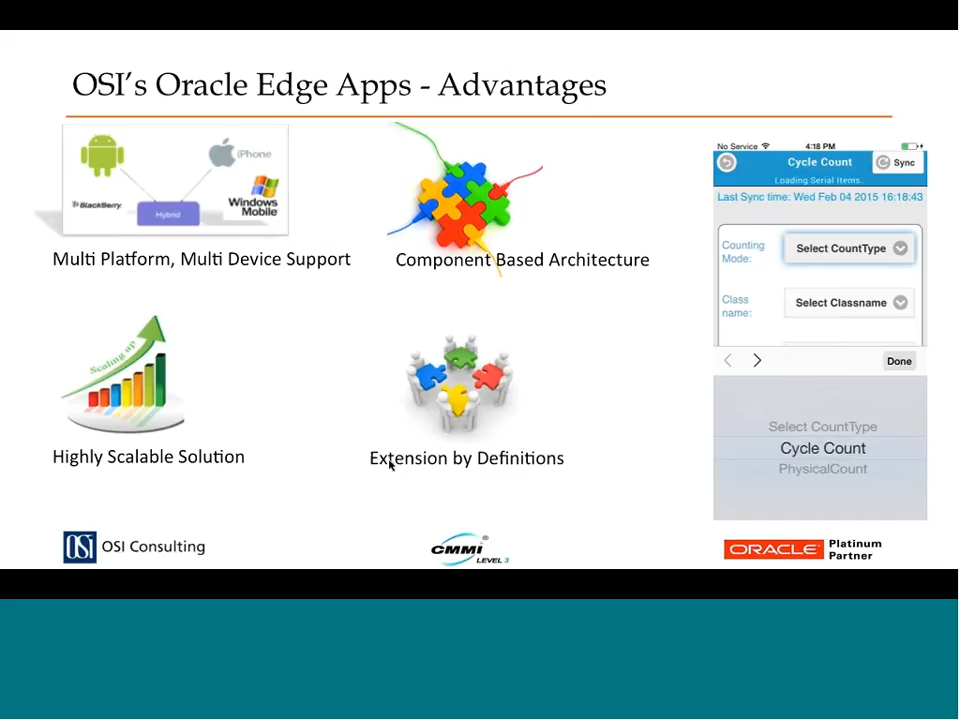 OSI's Oracle Edge Apps - Advantages
iPhone
BlackBerry.
Windows
Mobile
Hybrid
Multi Platform, Multi Device Support
Component Based Architecture
Scaling up
Highly Scalable Solution
Extension by Definitions
No Service 4:18 PM
Cycle Count
Sync
Loading Serial Items..
Last Sync time: Wed Feb 04 2015 16:18:43
Counting
Mode:
Select CountType
Class
name:
Select Classname
Done
Select CountType
Cycle Count
PhysicalCount
OSI OSI Consulting
CMMI®
LEVEL 3
ORACLE® Platinum
Partner